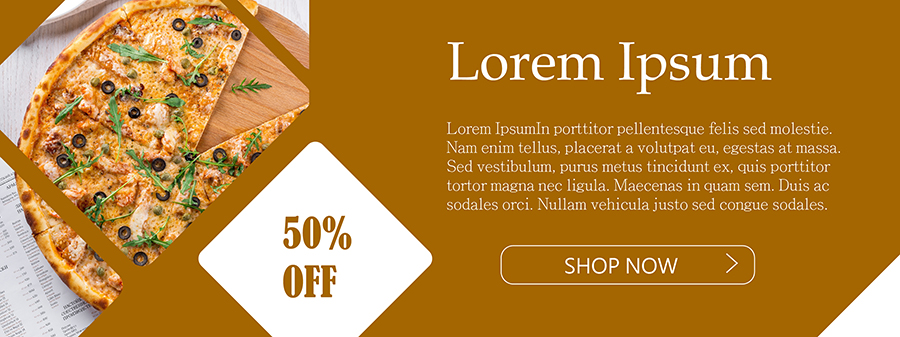 Lorem Ipsum
Lorem IpsumIn porttitor pellentesque felis sed molestie.
Nam enim tellus, placerat a volutpat eu, egestas at massa.
Sed vestibulum, purus metus tincidunt ex, quis porttitor
tortor magna nec ligula. Maecenas in quam sem. Duis ac
sodales orci. Nullam vehicula justo sed congue sodales.
50%
OFF
SHOP NOW